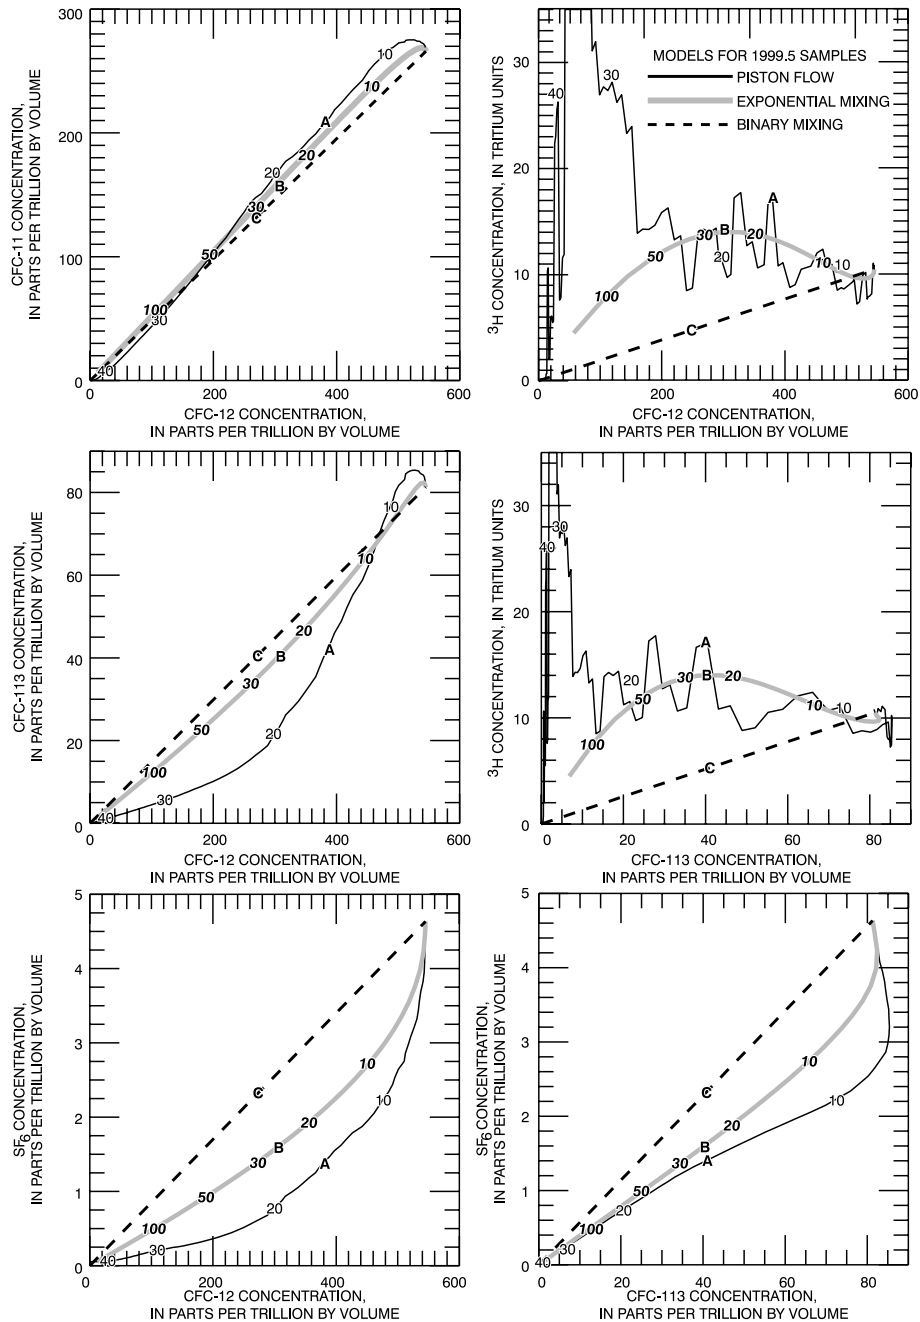 300
200
100
0
0
200
400
600
CFC-11 CONCENTRATION,
IN PARTS PER TRILLION BY VOLUME
CFC-12 CONCENTRATION,
IN PARTS PER TRILLION BY VOLUME
10
10
A
20
20
B
30
C
50
100
30
40
30
20
10
0
0
200
400
600
3H CONCENTRATION, IN TRITIUM UNITS
CFC-12 CONCENTRATION,
IN PARTS PER TRILLION BY VOLUME
MODELS FOR 1999.5 SAMPLES
PISTON FLOW
EXPONENTIAL MIXING
BINARY MIXING
30
40
A
30
B
20
50
20
10
10
100
C
80
60
40
20
0
0
200
400
600
CFC-113 CONCENTRATION,
IN PARTS PER TRILLION BY VOLUME
CFC-12 CONCENTRATION,
IN PARTS PER TRILLION BY VOLUME
10
10
20
C
B
A
30
50
20
100
30
40
30
20
10
0
0
20
40
60
80
3H CONCENTRATION, IN TRITIUM UNITS
CFC-113 CONCENTRATION,
IN PARTS PER TRILLION BY VOLUME
30
40
A
20
30
B
20
50
10
10
100
C
5
4
3
2
1
0
0
200
400
600
SF6 CONCENTRATION,
IN PARTS PER TRILLION BY VOLUME
CFC-12 CONCENTRATION,
IN PARTS PER TRILLION BY VOLUME
10
C
10
20
B
30
A
50
20
100
30
40
5
4
3
2
1
0
0
20
40
60
80
SF6 CONCENTRATION,
IN PARTS PER TRILLION BY VOLUME
CFC-113 CONCENTRATION,
IN PARTS PER TRILLION BY VOLUME
10
C
10
20
B
30
A
50
20
100
30
40